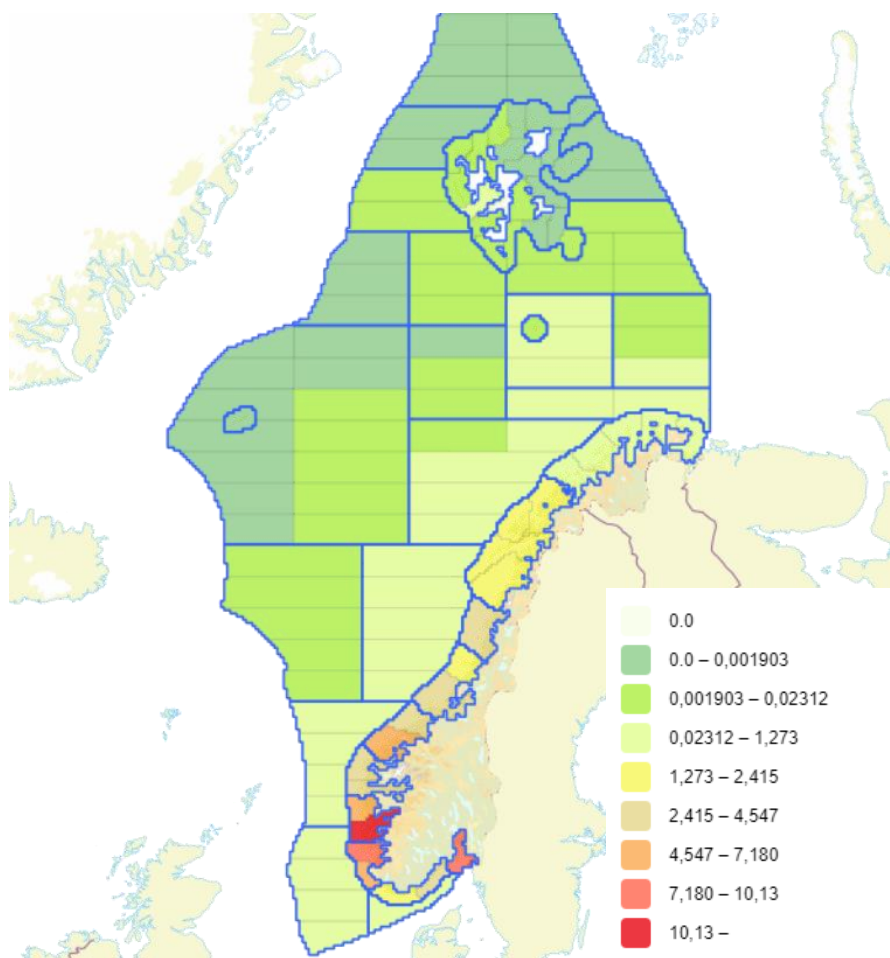 0.0
0.0 – 0,001903
0,001903 – 0,02312
0,02312 – 1,273
1,273 – 2,415
2,415 – 4,547
4,547 – 7,180
7,180 – 10,13
10,13 –